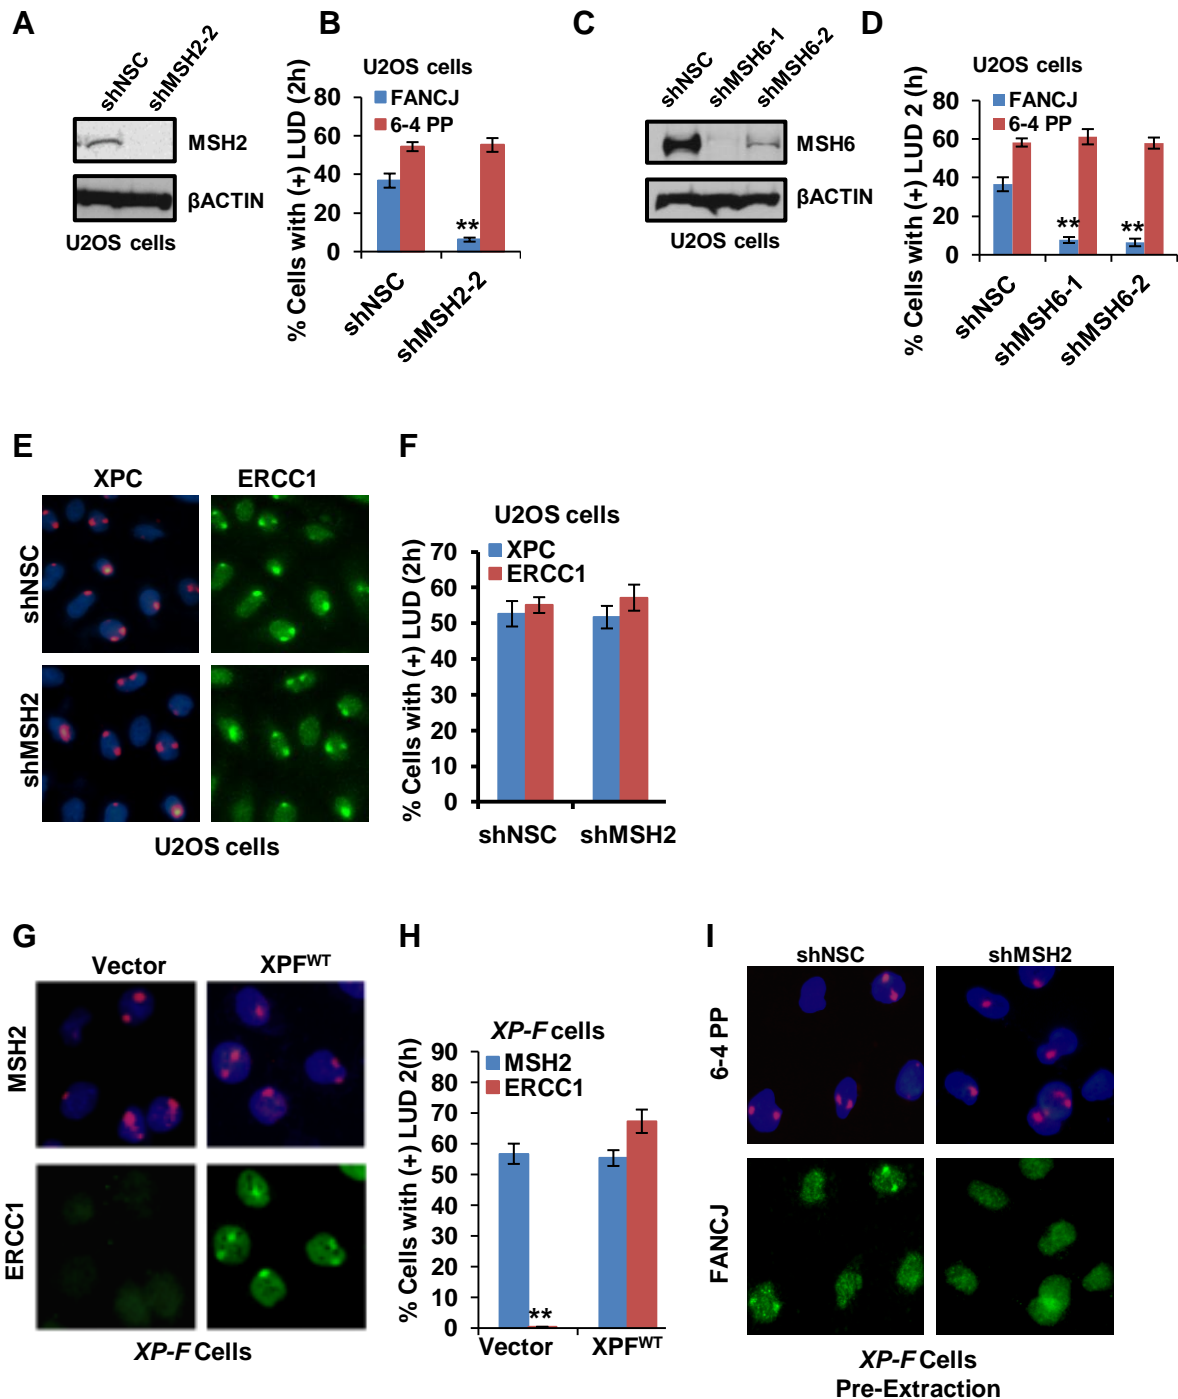 A
shNSC
shMSH2-2
MSH2
βACTIN
U2OS cells
B
U2OS cells
% Cells with (+) LUD (2h)
80
60
40
20
0
FANCJ
6-4 PP
**
shNSC
shMSH2-2
C
shNSC
shMSH6-1
shMSH6-2
MSH6
βACTIN
U2OS cells
D
U2OS cells
% Cells with (+) LUD 2 (h)
80
60
40
20
0
FANCJ
6-4 PP
**
**
shNSC
shMSH6-1
shMSH6-2
E
XPC
ERCC1
shNSC
shMSH2
U2OS cells
F
U2OS cells
% Cells with (+) LUD (2h)
70
60
50
40
30
20
10
0
XPC
ERCC1
shNSC
shMSH2
G
Vector
XPFWT
MSH2
ERCC1
XP-F Cells
H
XP-F cells
% Cells with (+) LUD 2(h)
90
80
70
60
50
40
30
20
10
0
MSH2
ERCC1
**
Vector
XPFWT
I
shNSC
shMSH2
6-4 PP
FANCJ
XP-F Cells
Pre-Extraction